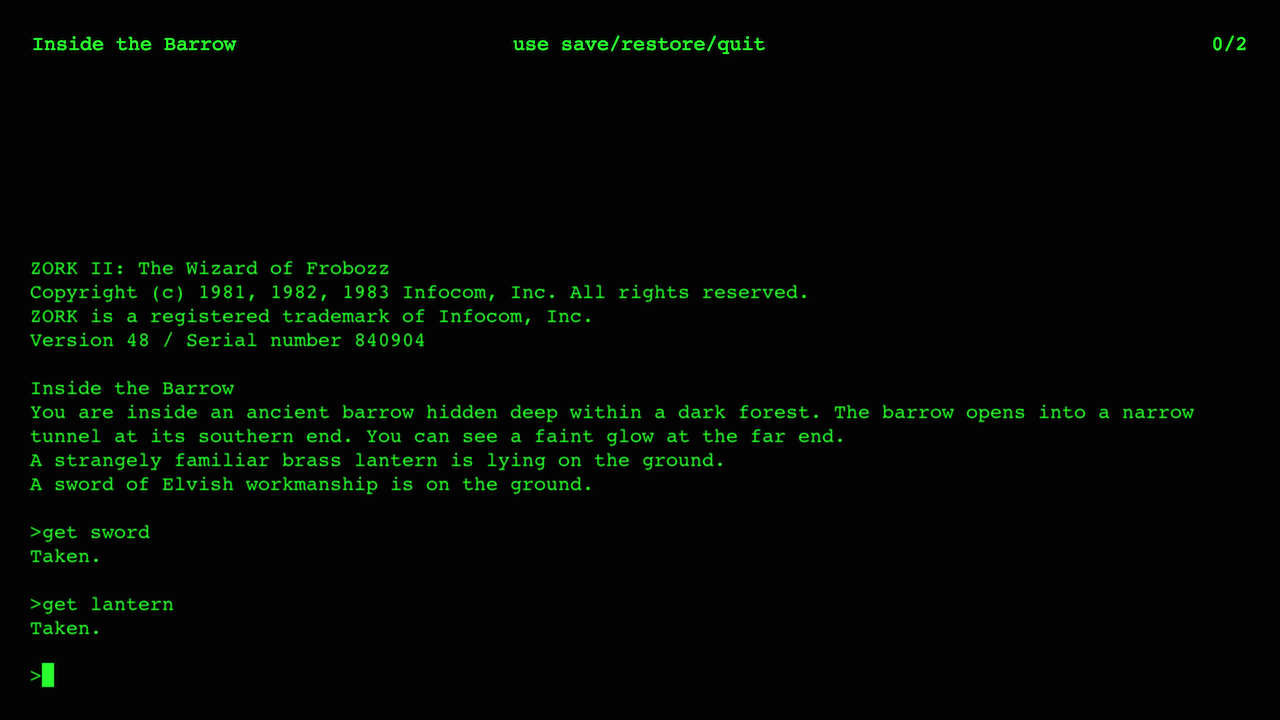 Inside the Barrow use save/restore/quit 0/2
ZORK II: The Wizard of Frobozz
Copyright (c) 1981, 1982, 1983 Infocom, Inc. All rights reserved.
ZORK is a registered trademark of Infocom, Inc.
Version 48 / Serial number 840904
Inside the Barrow
You are inside an ancient barrow hidden deep within a dark forest. The barrow opens into a narrow
tunnel at its southern end. You can see a faint glow at the far end.
A strangely familiar brass lantern is lying on the ground.
A sword of Elvish workmanship is on the ground.
>get sword
Taken.
>get lantern
Taken.
>